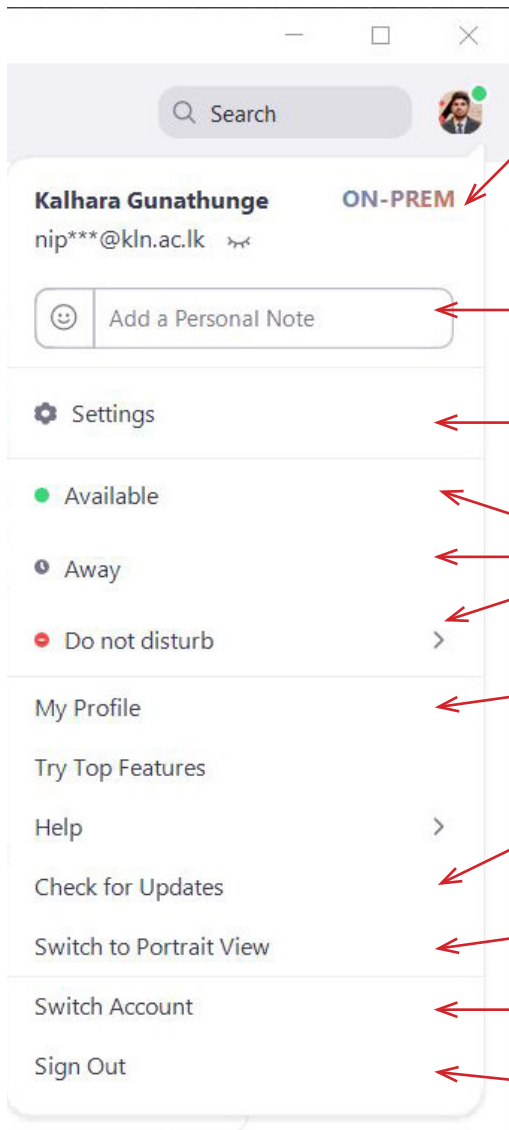 Search
Kalhara Gunathunge ON-PREM
nip***@kln.ac.lk
Add a Personal Note
Settings
Available
Away
Do not disturb
My Profile
Try Top Features
Help
Check for Updates
Switch to Portrait View
Switch Account
Sign Out